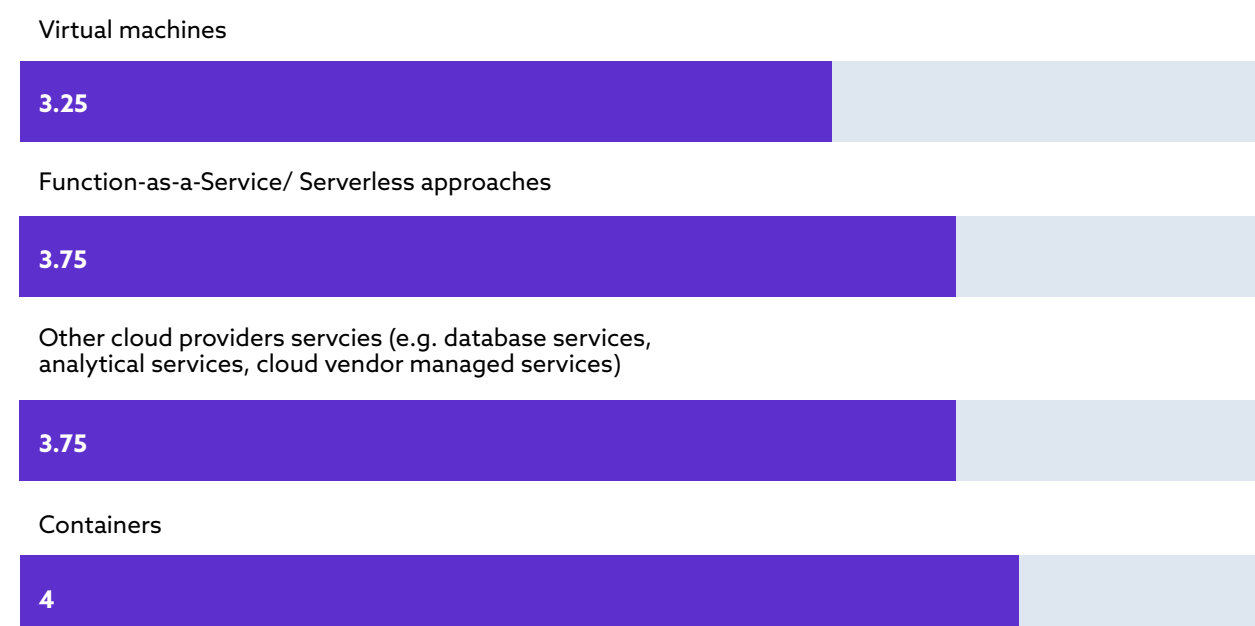 Virtual machines
3.25
Function-as-a-Service/ Serverless approaches
3.75
Other cloud providers servcies (e.g. database services,
analytical services, cloud vendor managed services)
3.75
Containers
4